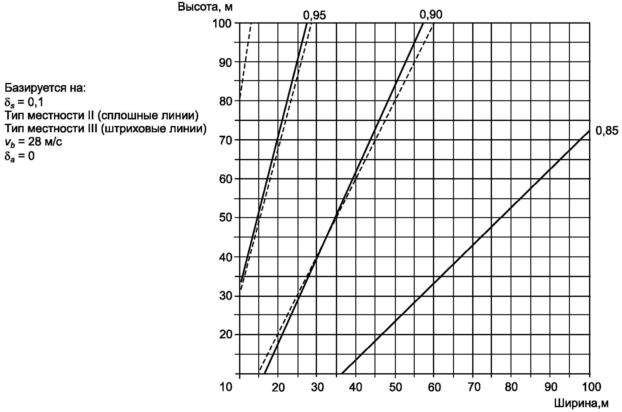 Высота, м
0,95
0,90
100
90
80
70
60
50
40
30
20
Базируется на:
δs = 0,1
Тип местности II (сплошные линии)
Тип местности III (штриховые линии)
vb = 28 м/с
δa = 0
0,85
10 20 30 40 50 60 70 80 90 100
Ширина,м